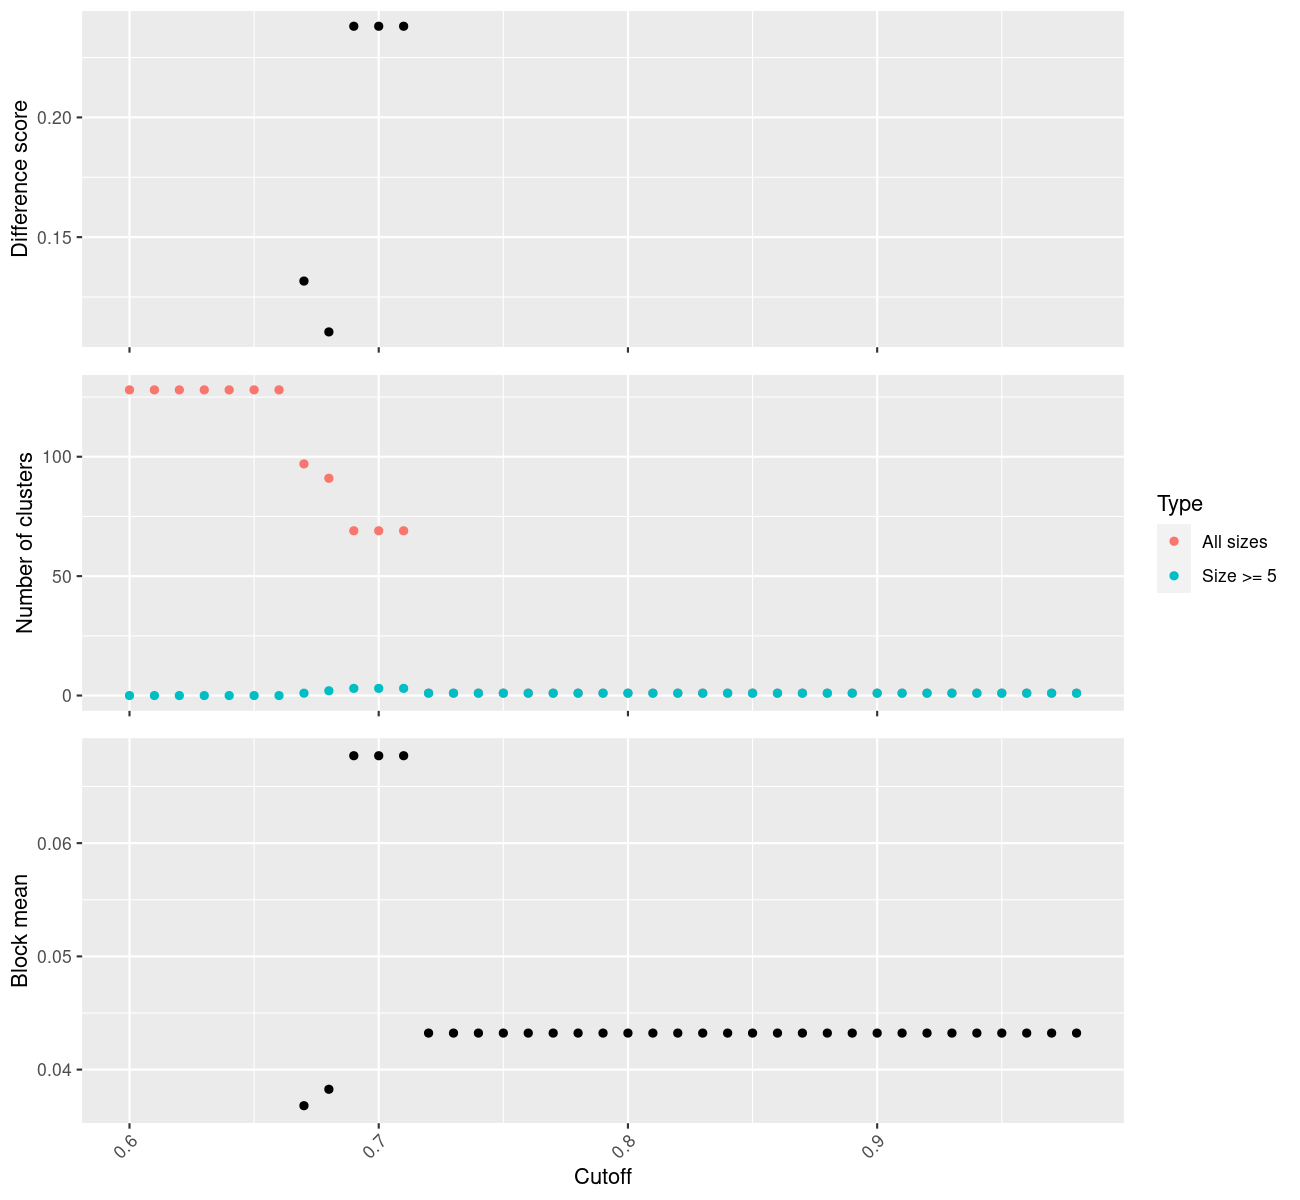 Difference score
0.20
0.15
Number of clusters
100
50
0
Type
All sizes
Size >= 5
Block mean
0.06
0.05
0.04
0.6
0.7
0.8
0.9
Cutoff